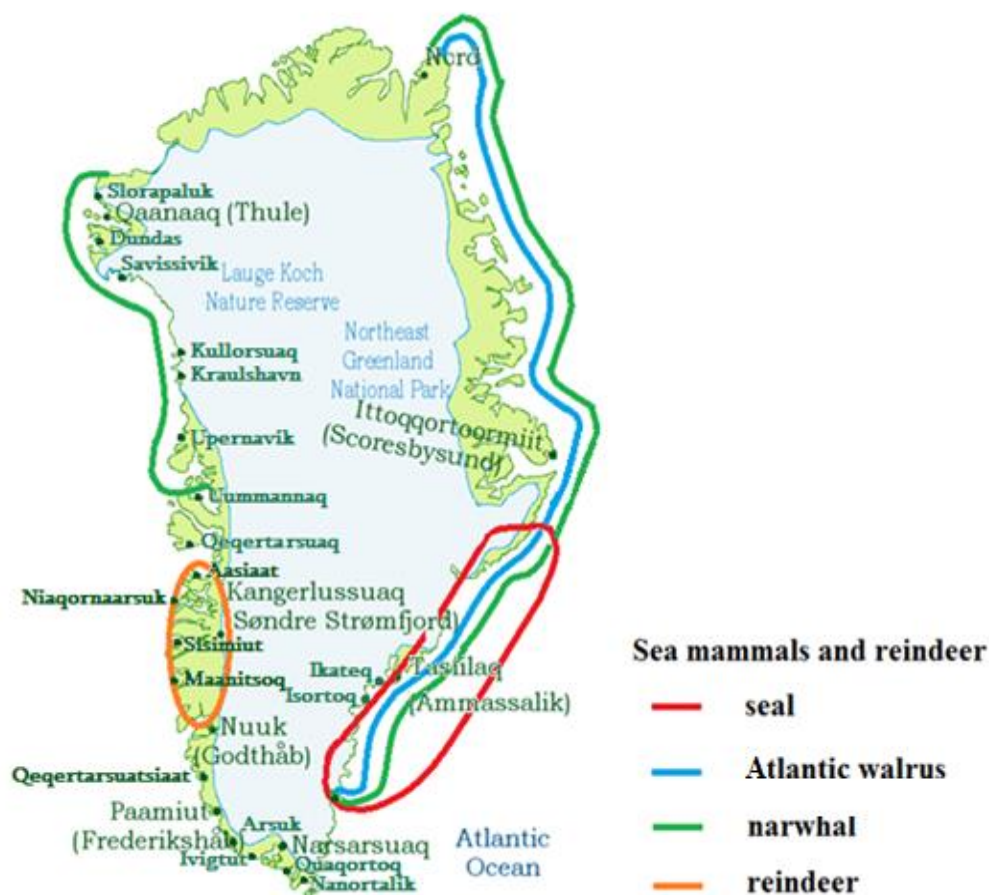 Nord
Slorapaluk
Qaanaaq (Thule)
Dundas
Savissivik
Lauge Koch
Nature Reserve
Northeast
Greenland
National Park
Kullorsuaq
Kraulshavn
Ittoqqortoormiit
(Scoresbysund)
Upernavik
Uummannaq
Qeqertarsuaq
Aasiaat
Niaqornaarsuk
Kangerlussuaq
Søndre Strømfjord)
Sisimiut
Maanitsoq
Ikateq
Tasiilaq
Isortoq
(Ammassalik)
Nuuk
(Godthåb)
Qeqertarsuatsiaat
Paamiut
(Frederikshåb)
Arsuk
Narsarsuaq
Ivigtut
Quaqortoq
Nanortalik
Atlantic
Ocean
Sea mammals and reindeer
seal
Atlantic walrus
narwhal
reindeer